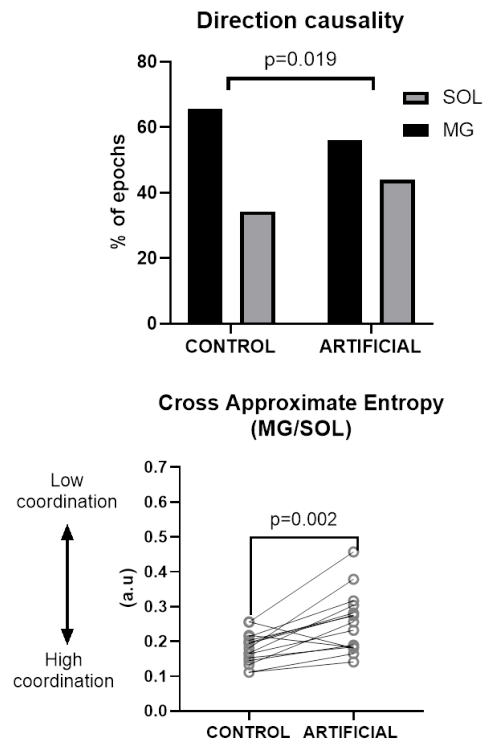 Direction causality
p=0.019
SOL
MG
% of epochs
80
60
40
20
0
CONTROL ARTIFICIAL
Cross Approximate Entropy
(MG/SOL)
Low
coordination
High
coordination
p=0.002
(a.u)
0.7
0.6
0.5
0.4
0.3
0.2
0.1
0.0
CONTROL ARTIFICIAL